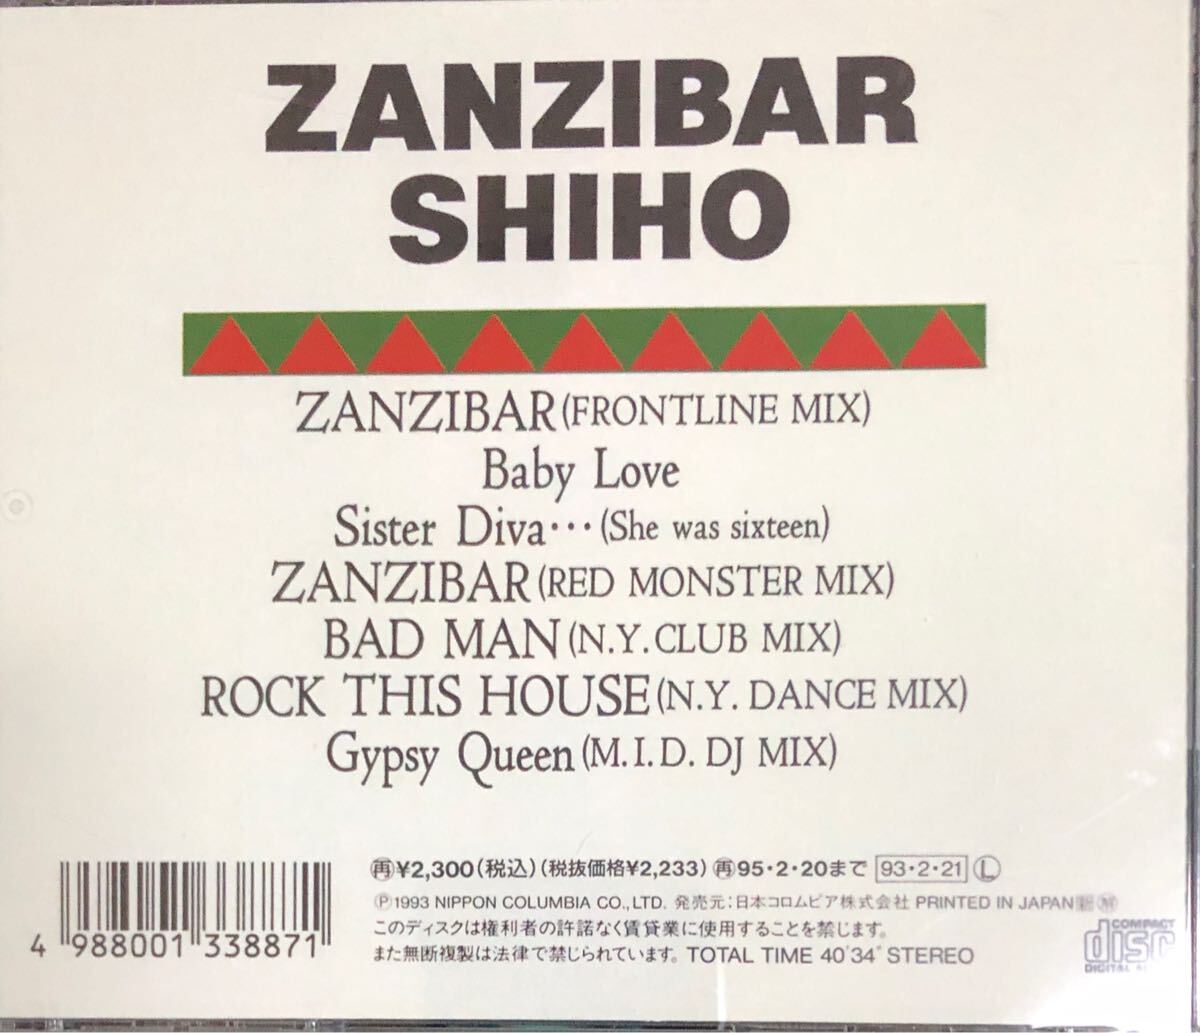 ZANZIBAR
SHIHO
ZANZIBAR(FRONTLINE MIX)
Baby Love
Sister Diva…(She was sixteen)
ZANZIBAR(RED MONSTER MIX)
BAD MAN(N.Y.CLUB MIX)
ROCK THIS HOUSE(N.Y. DANCE MIX)
Gypsy Queen(M.I.D. DJ MIX)
㊢¥2,300(税込)(税抜価格¥2,233)㊢95・2・20まで 93・2・21 Ⓛ
Ⓟ1993 NIPPON COLUMBIA CO.,LTD. 発売元:日本コロムビア株式会社 PRINTED IN JAPAN
このディスクは権利者の許諾なく賃貸業に使用することを禁じます。
また無断複製は法律で禁じられています。TOTAL TIME 40'34" STEREO
4 988001 338871
COMPACT
disc
DIGITAL